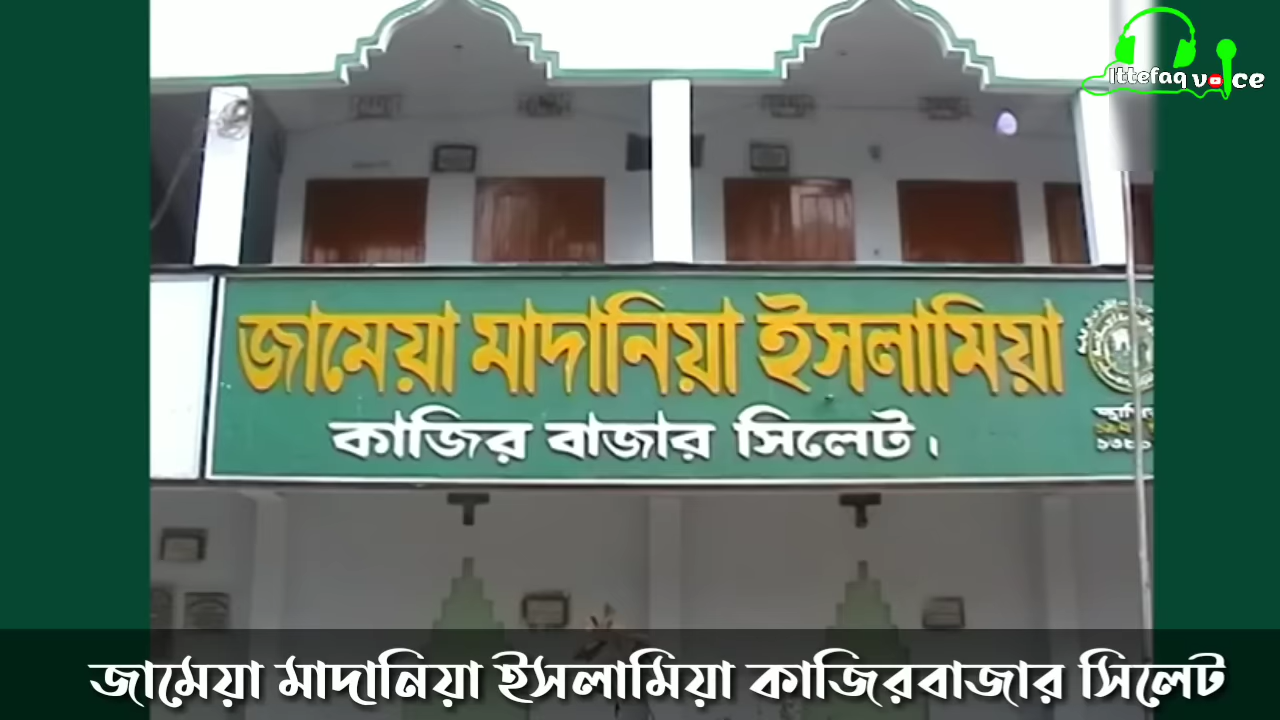 Ittefaq voice
জামেয়া মাদানিয়া ইসলামিয়া
কাজির বাজার সিলেট।
জামেয়া মাদানিয়া ইসলামিয়া কাজিরবাজার সিলেট